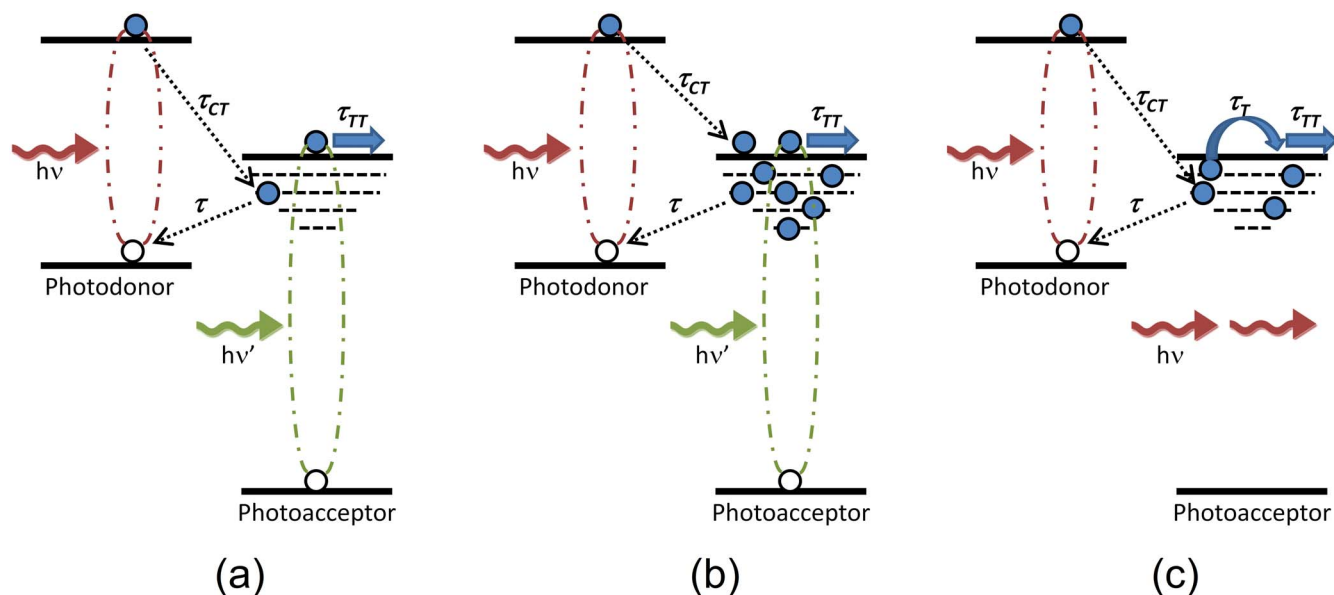 τCT
τTT
hν
τ
Photodonor
hν'
Photoacceptor
(a)
τCT
τTT
hν
τ
Photodonor
hν'
Photoacceptor
(b)
τCT
τT
τTT
hν
τ
Photodonor
hν
Photoacceptor
(c)